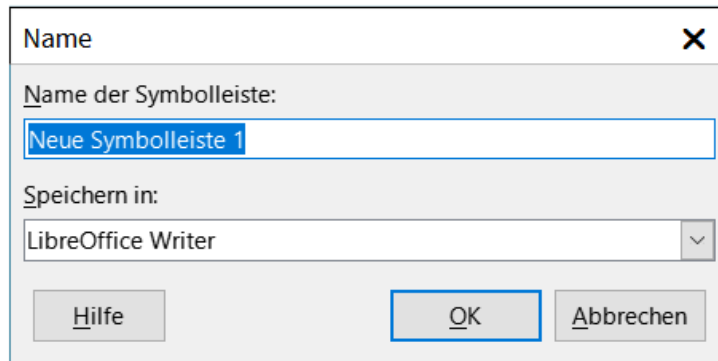 Name
Name der Symbolleiste:
Neue Symbolleiste 1
Speichern in:
LibreOffice Writer
Hilfe OK Abbrechen